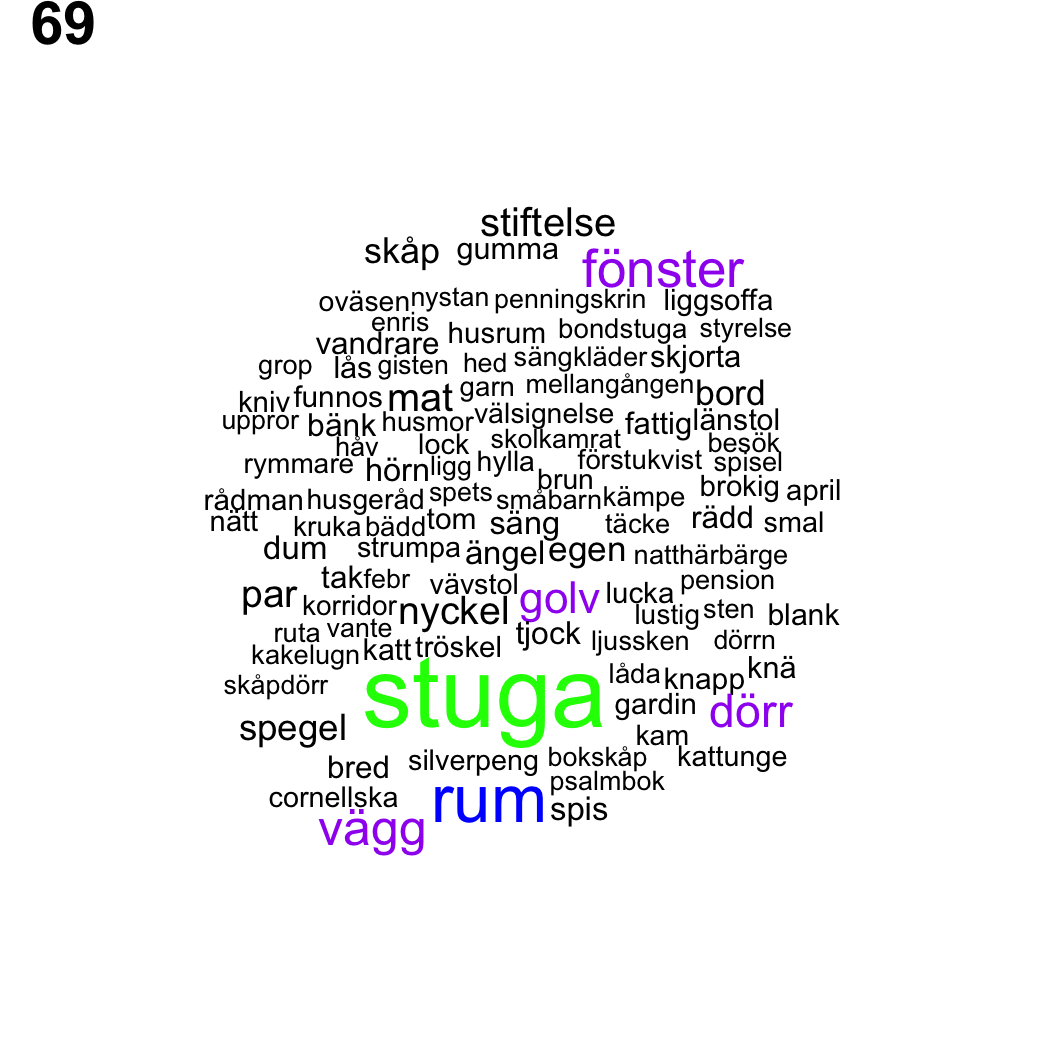 69
stiftelse
skåp gumma
fönster
oväsen nystan penningskrin liggsoffa
enris husrum bondstuga styrelse
vandrare
grop lås gisten hed sängkläder skjorta
kniv funnos mat garn mellangången bord
uppror bänk husmor välsignelse fattig länstol
håv lock skolkamrat besök
rymmare hörn ligg hylla förstukvist spisel
brun
rådman husgeråd spets småbarn kämpe brokig april
nätt kruka bädd tom säng täcke rädd smal
dum strumpa ängel egen natthärbärge
tak febr vävstol pension
par korridor nyckel golv lucka
lustig sten blank
ruta vante tjock ljussken dörrn
kakelugn katt tröskel
skåpdörr stuga låda knapp knä
spegel gardin dörr
kam
bred silverpeng bokskåp kattunge
cornellska rum psalmbok
vägg spis